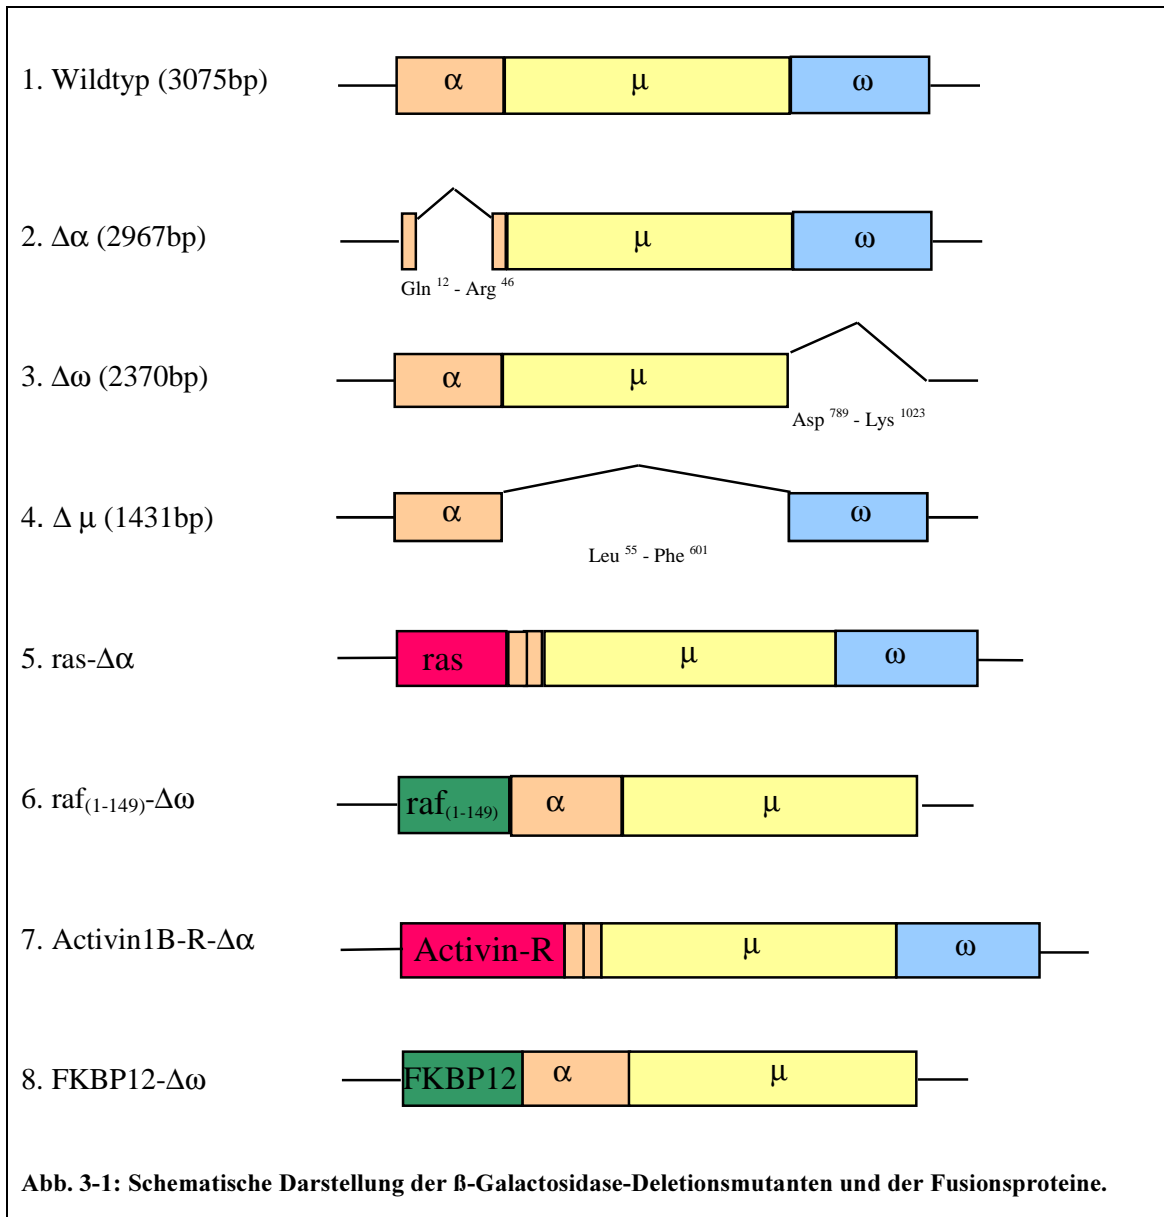 1. Wildtyp (3075bp)
α μ ω
2. Δα (2967bp)
μ ω
Gln 12 - Arg 46
3. Δω (2370bp)
α μ
Asp 789 - Lys 1023
4. Δ μ (1431bp)
α ω
Leu 55 - Phe 601
5. ras-Δα
ras μ ω
6. raf(1-149)-Δω
raf(1-149) α μ
7. Activin1B-R-Δα
Activin-R μ ω
8. FKBP12-Δω
FKBP12 α μ
Abb. 3-1: Schematische Darstellung der ß-Galactosidase-Deletionsmutanten und der Fusionsproteine.